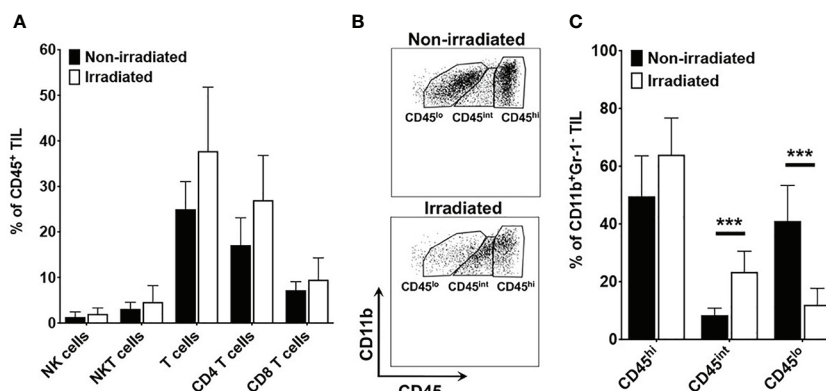 A
60
50
40
30
20
10
0
% of CD45+ TIL
Non-irradiated
Irradiated
NK cells
NKT cells
T cells
CD4 T cells
CD8 T cells
B
Non-irradiated
CD45lo CD45int CD45hi
Irradiated
CD45lo CD45int CD45hi
CD11b
CD45
C
100
80
60
40
20
0
% of CD11b+Gr-1- TIL
Non-irradiated
Irradiated
***
***
CD45hi
CD45int
CD45lo